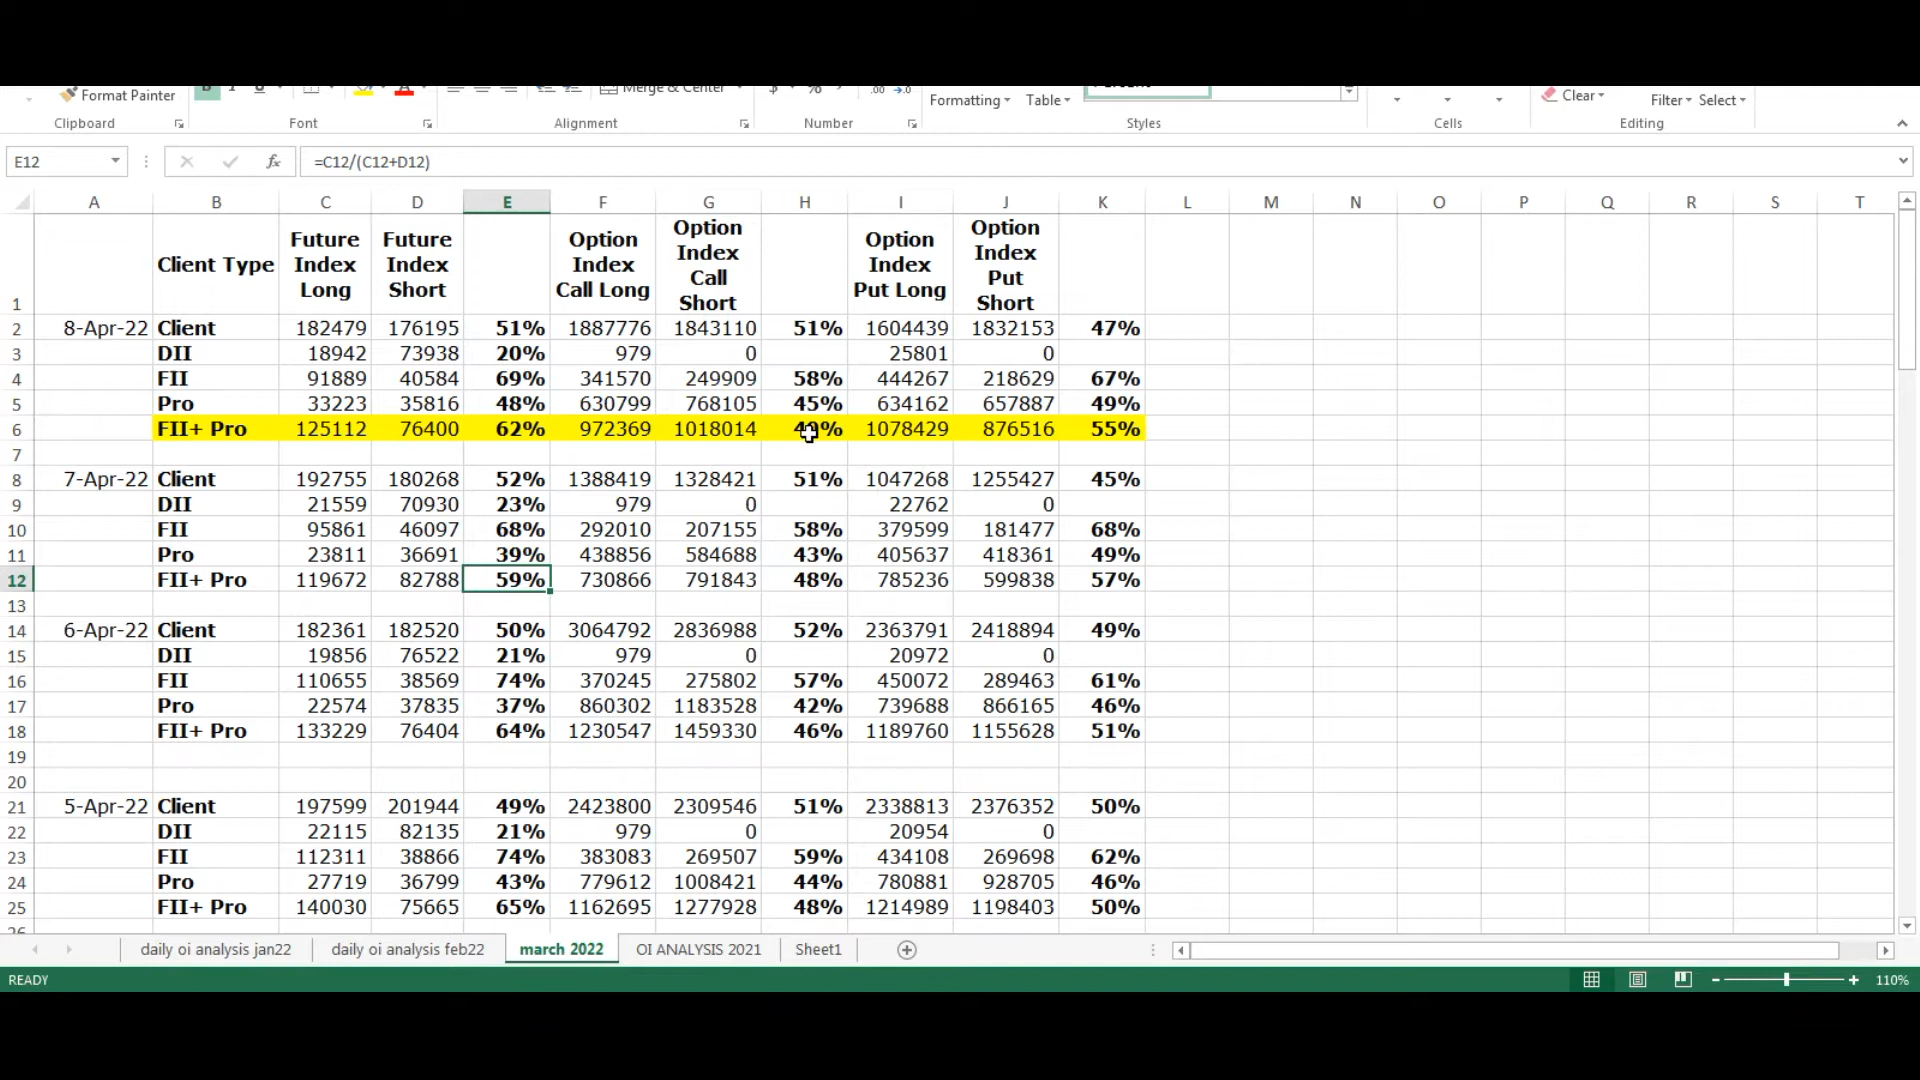 Format Painter Merge & Center $ % .00 →.0 Formatting Table Clear Filter Select
Clipboard Font Alignment Number Styles Cells Editing
E12 fx =C12/(C12+D12)
A B C D E F G H I J K L M N O P Q R S T
1 Client Type Future Index Long Future Index Short Option Index Call Long Option Index Call Short Option Index Put Long Option Index Put Short
2 8-Apr-22 Client 182479 176195 51% 1887776 1843110 51% 1604439 1832153 47%
3 DII 18942 73938 20% 979 0 25801 0
4 FII 91889 40584 69% 341570 249909 58% 444267 218629 67%
5 Pro 33223 35816 48% 630799 768105 45% 634162 657887 49%
6 FII+ Pro 125112 76400 62% 972369 1018014 1078429 876516 55%
7
8 7-Apr-22 Client 192755 180268 52% 1388419 1328421 51% 1047268 1255427 45%
9 DII 21559 70930 23% 979 0 22762 0
10 FII 95861 46097 68% 292010 207155 58% 379599 181477 68%
11 Pro 23811 36691 39% 438856 584688 43% 405637 418361 49%
12 FII+ Pro 119672 82788 59% 730866 791843 48% 785236 599838 57%
13
14 6-Apr-22 Client 182361 182520 50% 3064792 2836988 52% 2363791 2418894 49%
15 DII 19856 76522 21% 979 0 20972 0
16 FII 110655 38569 74% 370245 275802 57% 450072 289463 61%
17 Pro 22574 37835 37% 860302 1183528 42% 739688 866165 46%
18 FII+ Pro 133229 76404 64% 1230547 1459330 46% 1189760 1155628 51%
19
20
21 5-Apr-22 Client 197599 201944 49% 2423800 2309546 51% 2338813 2376352 50%
22 DII 22115 82135 21% 979 0 20954 0
23 FII 112311 38866 74% 383083 269507 59% 434108 269698 62%
24 Pro 27719 36799 43% 779612 1008421 44% 780881 928705 46%
25 FII+ Pro 140030 75665 65% 1162695 1277928 48% 1214989 1198403 50%
daily oi analysis jan22 daily oi analysis feb22 march 2022 OI ANALYSIS 2021 Sheet1
READY 110%